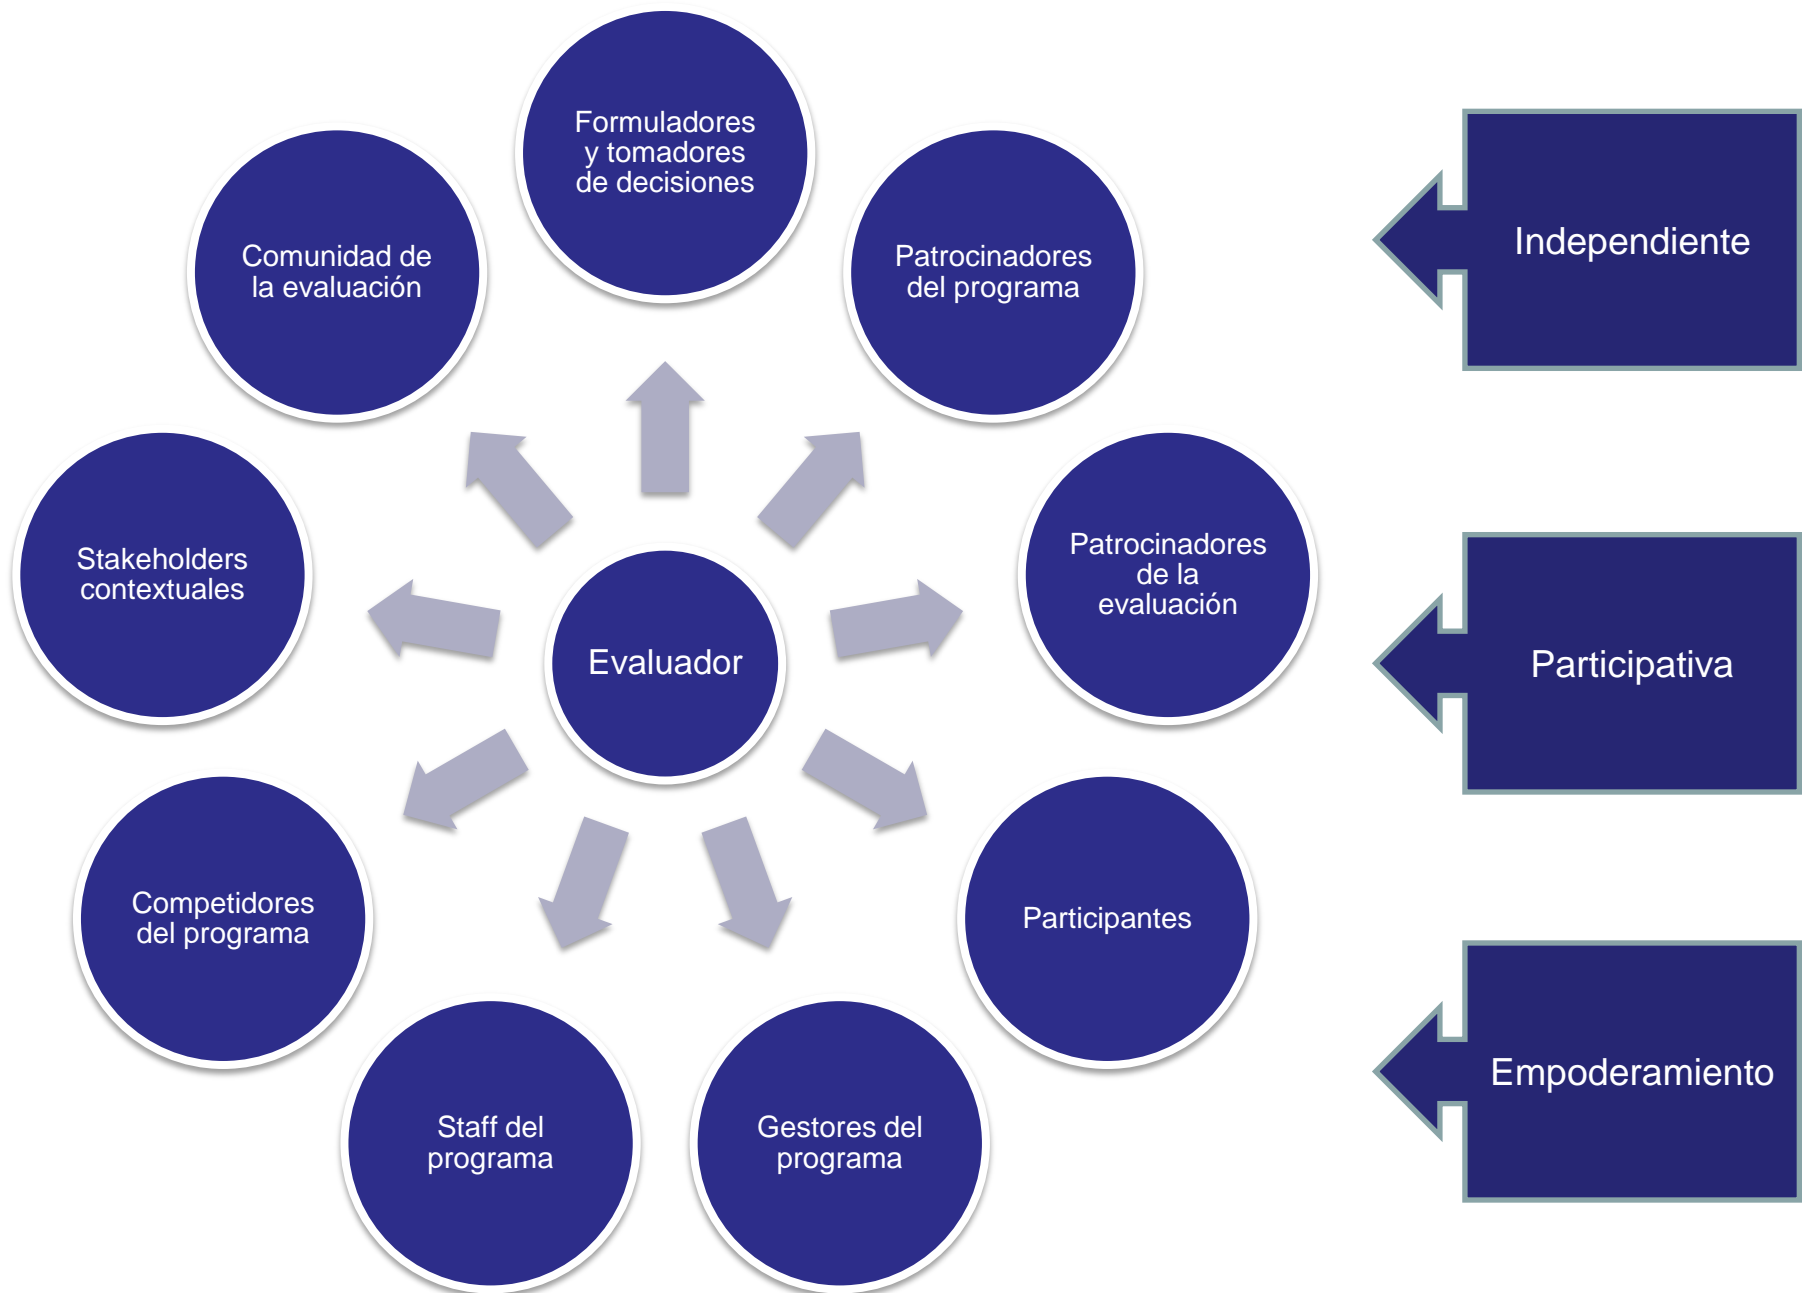 Formuladores
y tomadores
de decisiones
Patrocinadores
del programa
Patrocinadores
de la
evaluación
Participantes
Gestores del
programa
Staff del
programa
Competidores
del programa
Stakeholders
contextuales
Comunidad de
la evaluación
Evaluador
Independiente
Participativa
Empoderamiento